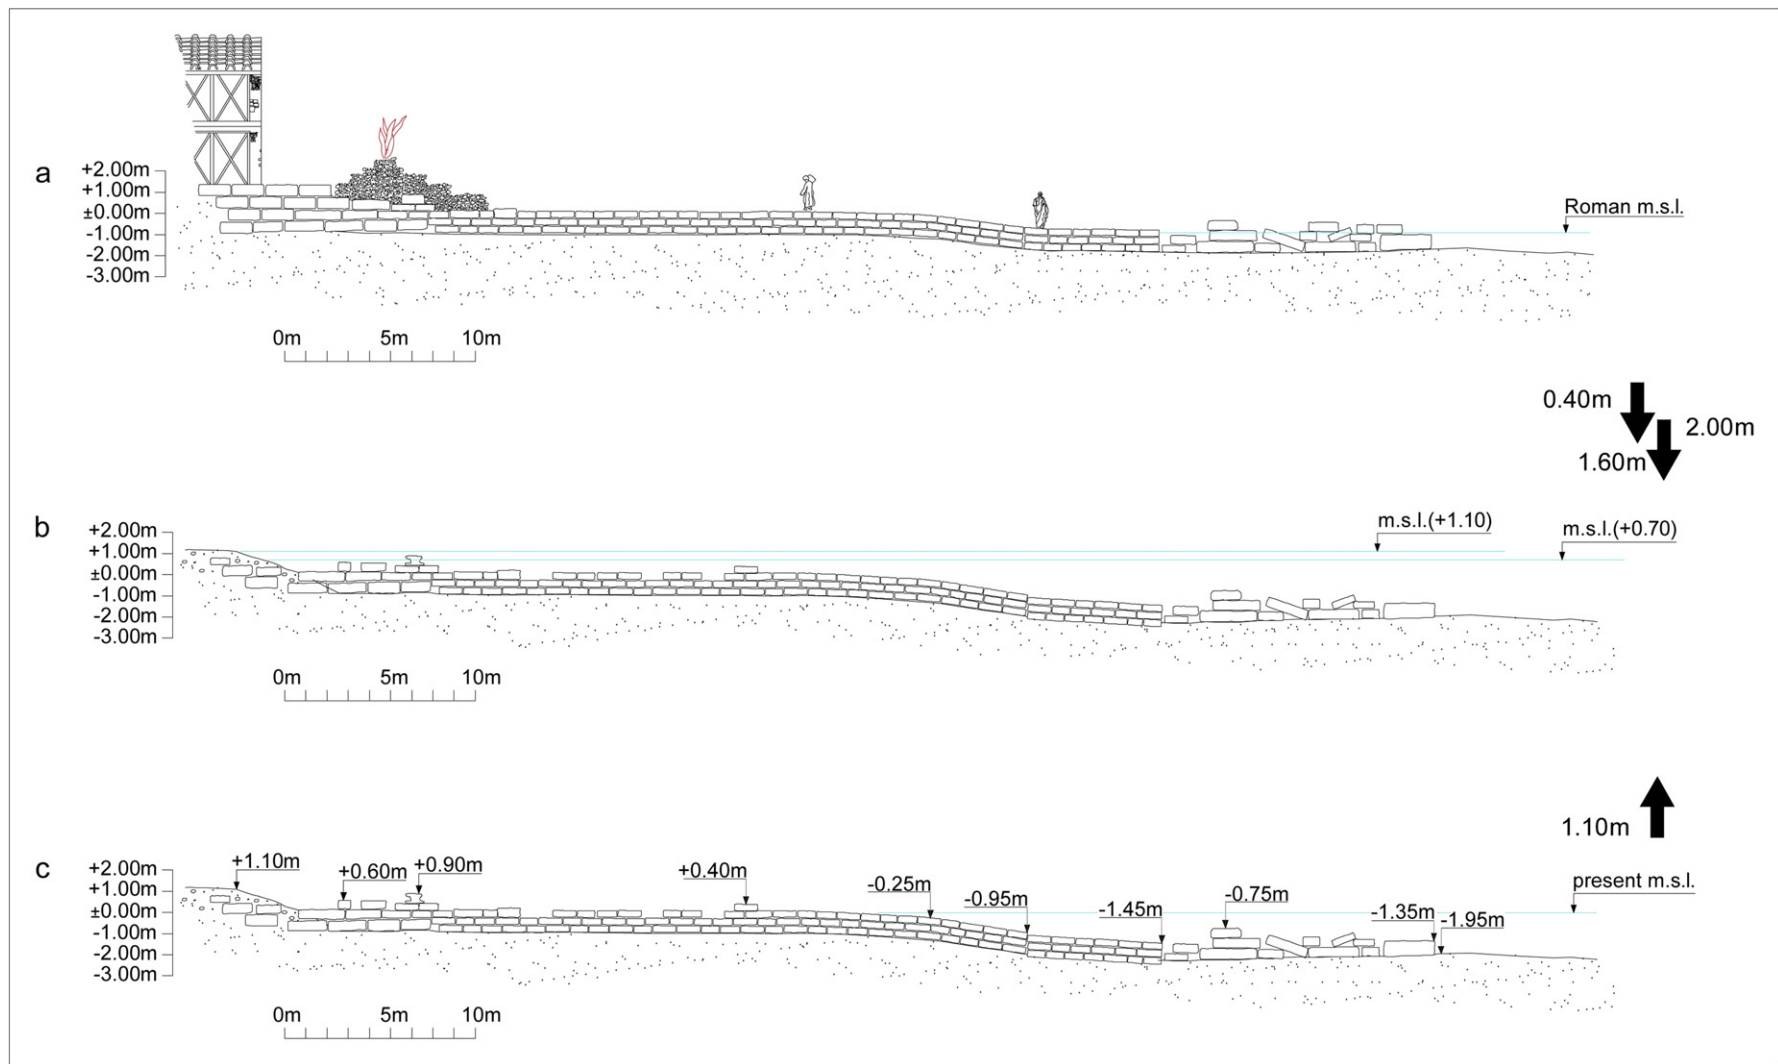 a
+2.00m
+1.00m
±0.00m
-1.00m
-2.00m
-3.00m
Roman m.s.l.
0m 5m 10m
0.40m
2.00m
1.60m
b
+2.00m
+1.00m
±0.00m
-1.00m
-2.00m
-3.00m
m.s.l.(+1.10)
m.s.l.(+0.70)
0m 5m 10m
1.10m
c
+2.00m
+1.00m
±0.00m
-1.00m
-2.00m
-3.00m
+1.10m
+0.60m
+0.90m
+0.40m
-0.25m
-0.95m
-1.45m
-0.75m
-1.35m
-1.95m
present m.s.l.
0m 5m 10m